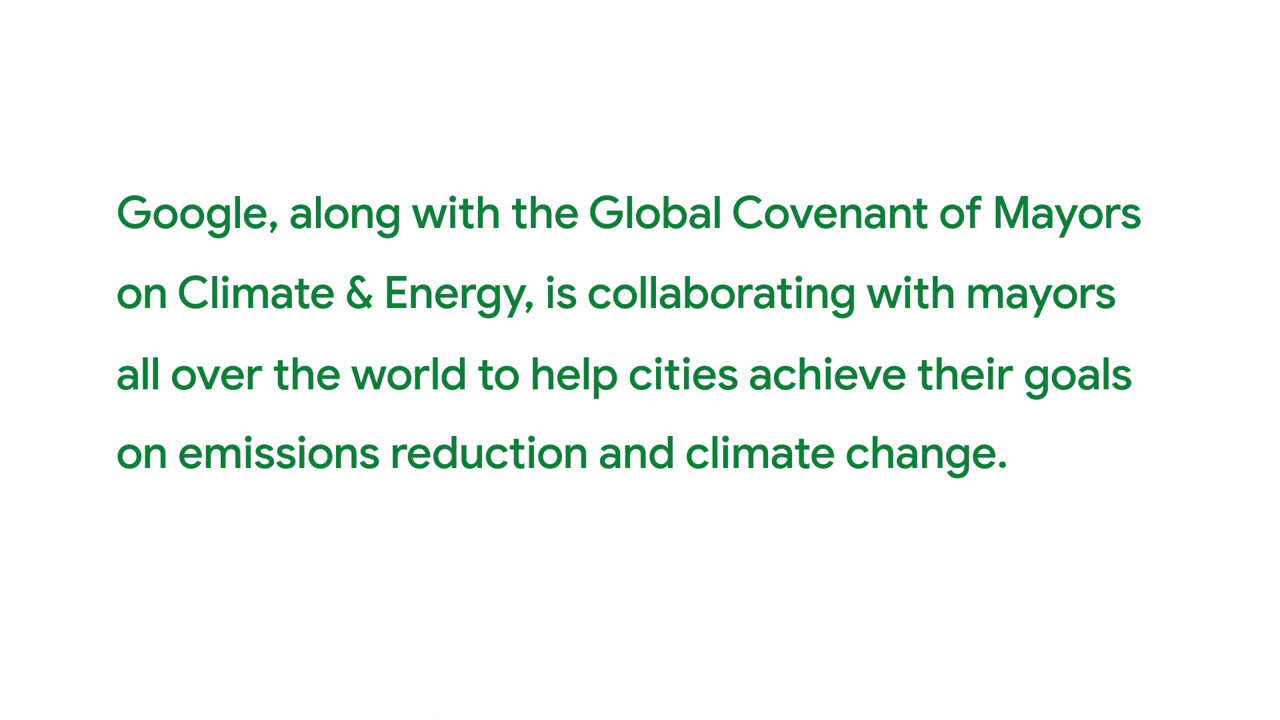 Google, along with the Global Covenant of Mayors
on Climate & Energy, is collaborating with mayors
all over the world to help cities achieve their goals
on emissions reduction and climate change.